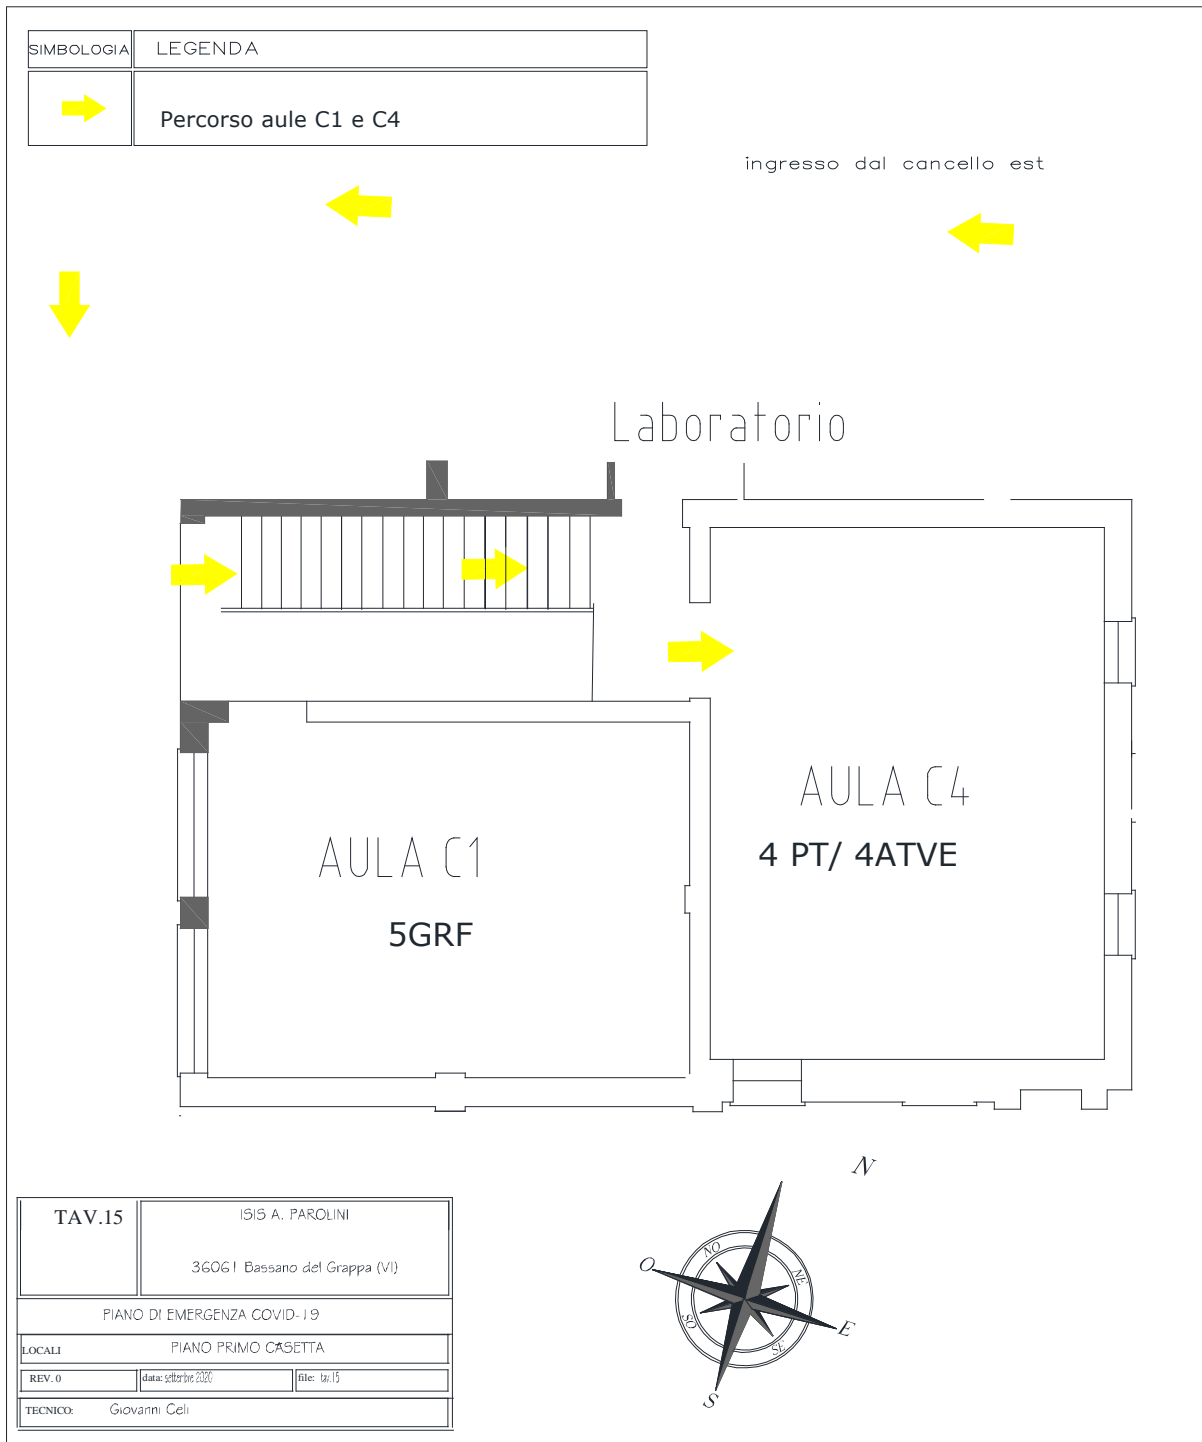 SIMBOLOGIA LEGENDA
Percorso aule C1 e C4
ingresso dal cancello est
Laboratorio
AULA C4
4 PT/ 4ATVE
AULA C1
5GRF
N
NO
NE
O
E
SO
SE
S
TAV.15
ISIS A. PAROLINI
36061 Bassano del Grappa (VI)
PIANO DI EMERGENZA COVID-19
LOCALI PIANO PRIMO CASETTA
REV. 0 data: settembre 2020 file: tav.15
TECNICO: Giovanni Celi